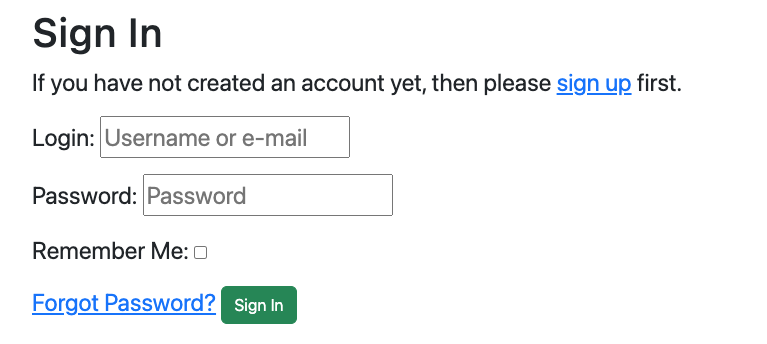 Sign In
If you have not created an account yet, then please sign up first.
Login: Username or e-mail
Password: Password
Remember Me:
Forgot Password? Sign In